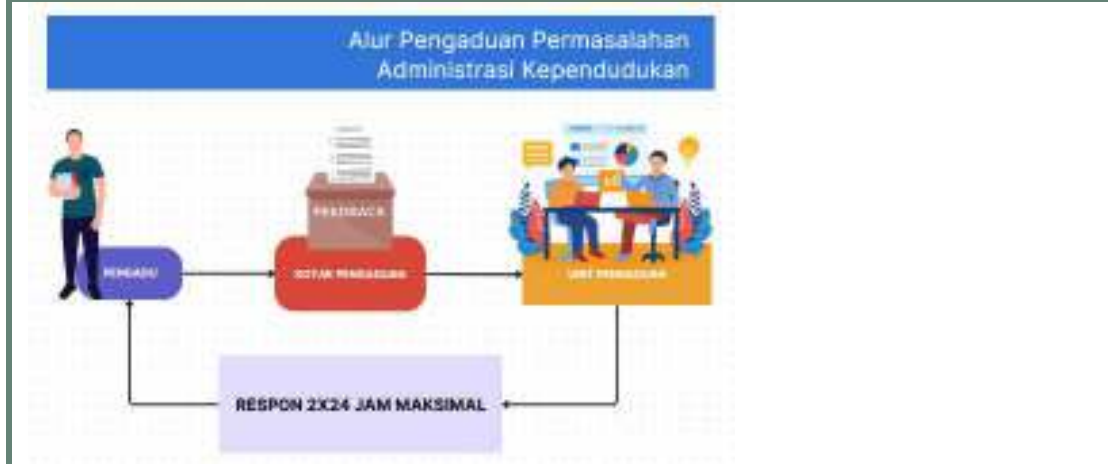 Alur Pengaduan Permasalahan
Administrasi Kependudukan
FEEDBACK
PENGADU
KOTAK PENGADUAN
UNIT PENGADUAN
RESPON 2X24 JAM MAKSIMAL